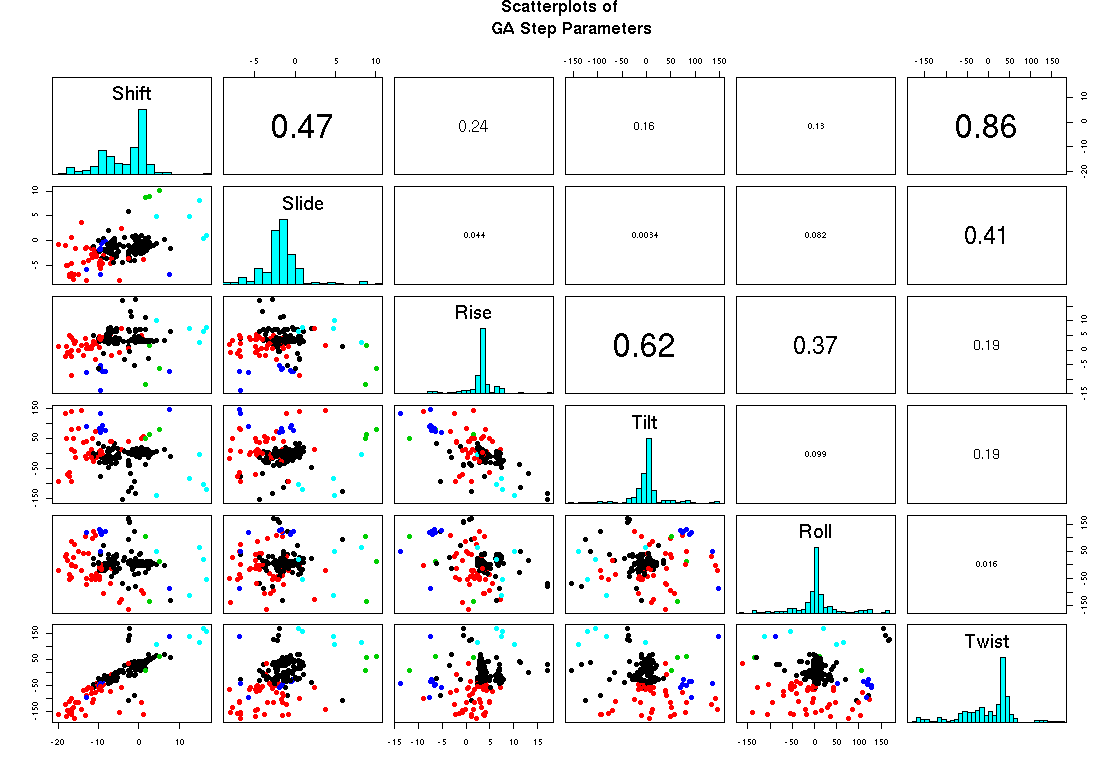 Scatterplots of
GA Step Parameters
-5 0 5 10
-150 -50 0 50 100 150
-150 -50 0 50 100 150
Shift
0.47
0.24
0.16
0.13
0.86
-20 -10 0 10
Slide
-5 0 5 10
0.044
0.0034
0.082
0.41
Rise
0.62
0.37
0.19
-15 -5 0 5 10
-150 -50 0 50 150
Tilt
0.099
0.19
Roll
0.016
-150 -50 50 150
-150 -50 50 150
Twist
-20 -10 0 10
-15 -10 -5 0 5 10 15
-150 -50 0 50 100 150